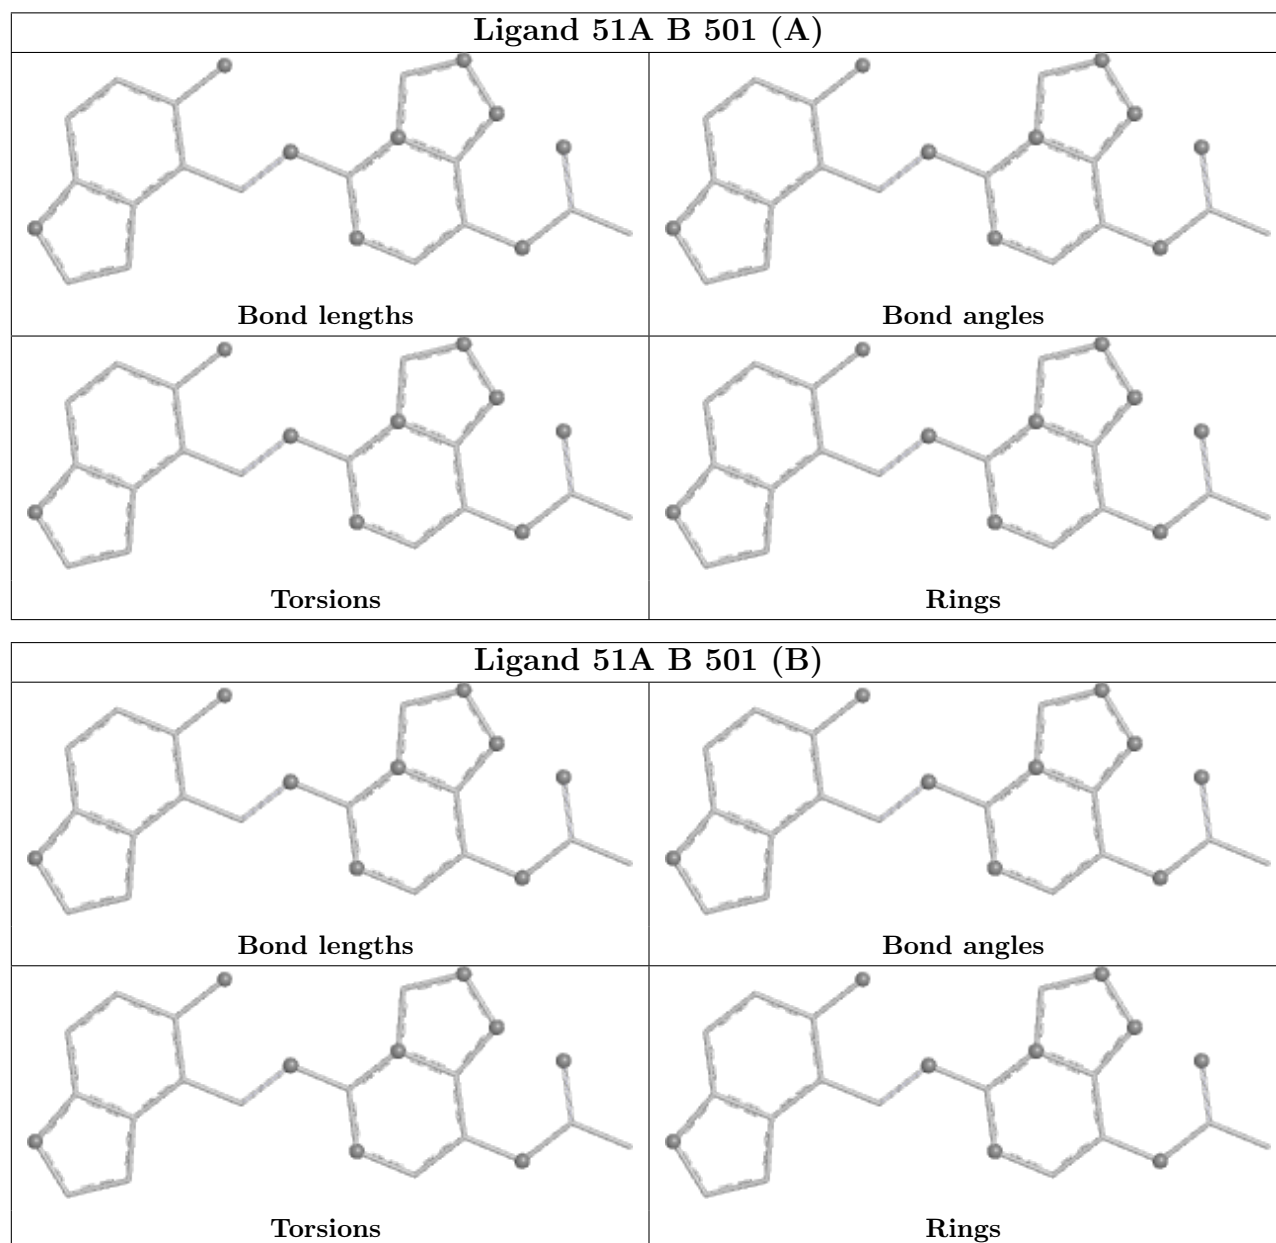 Ligand 51A B 501 (A)
Bond lengths
Bond angles
Torsions
Rings
Ligand 51A B 501 (B)
Bond lengths
Bond angles
Torsions
Rings